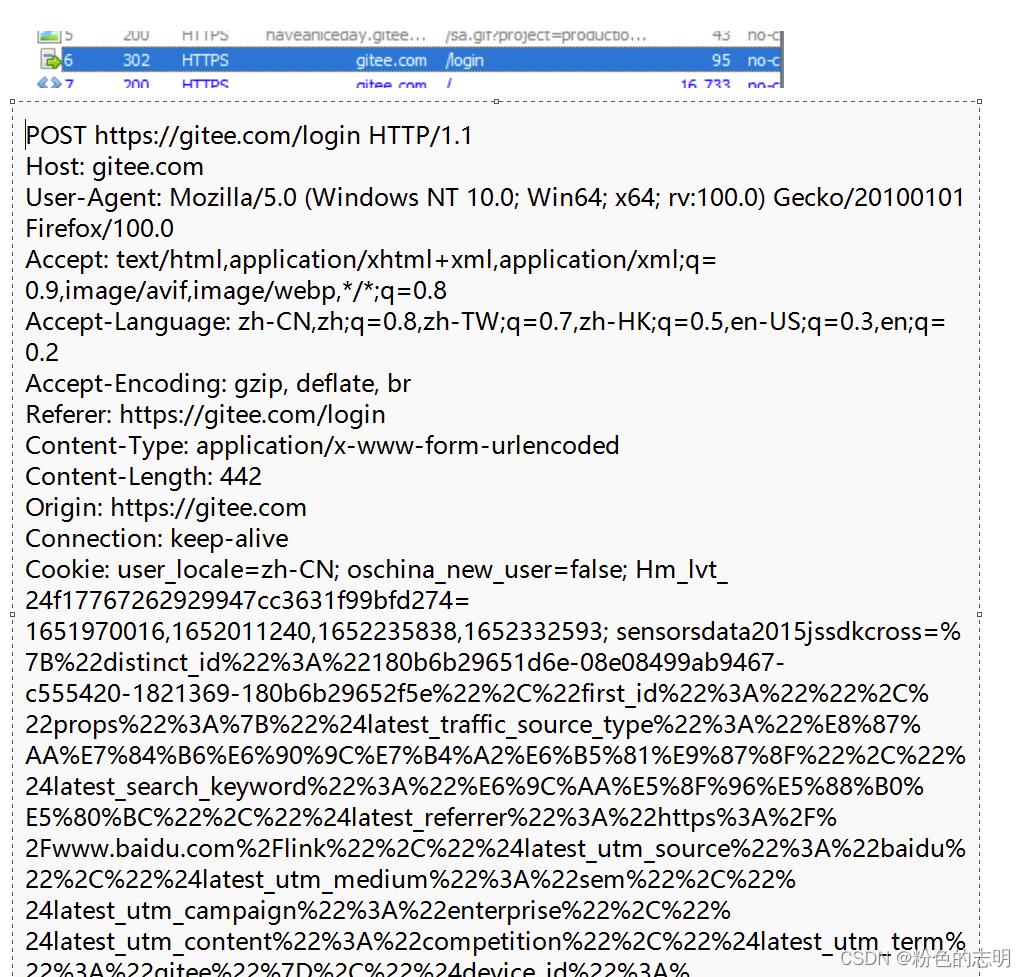 5 200 HTTPS haveaniceday.gitee... /sa.gif?project=productio... 43 no-c
6 302 HTTPS gitee.com /login 95 no-c
7 200 HTTPS gitee.com / 16,733 no-c
POST https://gitee.com/login HTTP/1.1
Host: gitee.com
User-Agent: Mozilla/5.0 (Windows NT 10.0; Win64; x64; rv:100.0) Gecko/20100101
Firefox/100.0
Accept: text/html,application/xhtml+xml,application/xml;q=
0.9,image/avif,image/webp,*/*;q=0.8
Accept-Language: zh-CN,zh;q=0.8,zh-TW;q=0.7,zh-HK;q=0.5,en-US;q=0.3,en;q=
0.2
Accept-Encoding: gzip, deflate, br
Referer: https://gitee.com/login
Content-Type: application/x-www-form-urlencoded
Content-Length: 442
Origin: https://gitee.com
Connection: keep-alive
Cookie: user_locale=zh-CN; oschina_new_user=false; Hm_lvt_
24f17767262929947cc3631f99bfd274=
1651970016,1652011240,1652235838,1652332593; sensorsdata2015jssdkcross=%
7B%22distinct_id%22%3A%22180b6b29651d6e-08e08499ab9467-
c555420-1821369-180b6b29652f5e%22%2C%22first_id%22%3A%22%22%2C%
22props%22%3A%7B%22%24latest_traffic_source_type%22%3A%22%E8%87%
AA%E7%84%B6%E6%90%9C%E7%B4%A2%E6%B5%81%E9%87%8F%22%2C%22%
24latest_search_keyword%22%3A%22%E6%9C%AA%E5%8F%96%E5%88%B0%
E5%80%BC%22%2C%22%24latest_referrer%22%3A%22https%3A%2F%
2Fwww.baidu.com%2Flink%22%2C%22%24latest_utm_source%22%3A%22baidu%
22%2C%22%24latest_utm_medium%22%3A%22sem%22%2C%22%
24latest_utm_campaign%22%3A%22enterprise%22%2C%22%
24latest_utm_content%22%3A%22competition%22%2C%22%24latest_utm_term%
22%3A%22gitee%22%7D%2C%22%24device_id%22%3A%
CSDN @粉色的志明